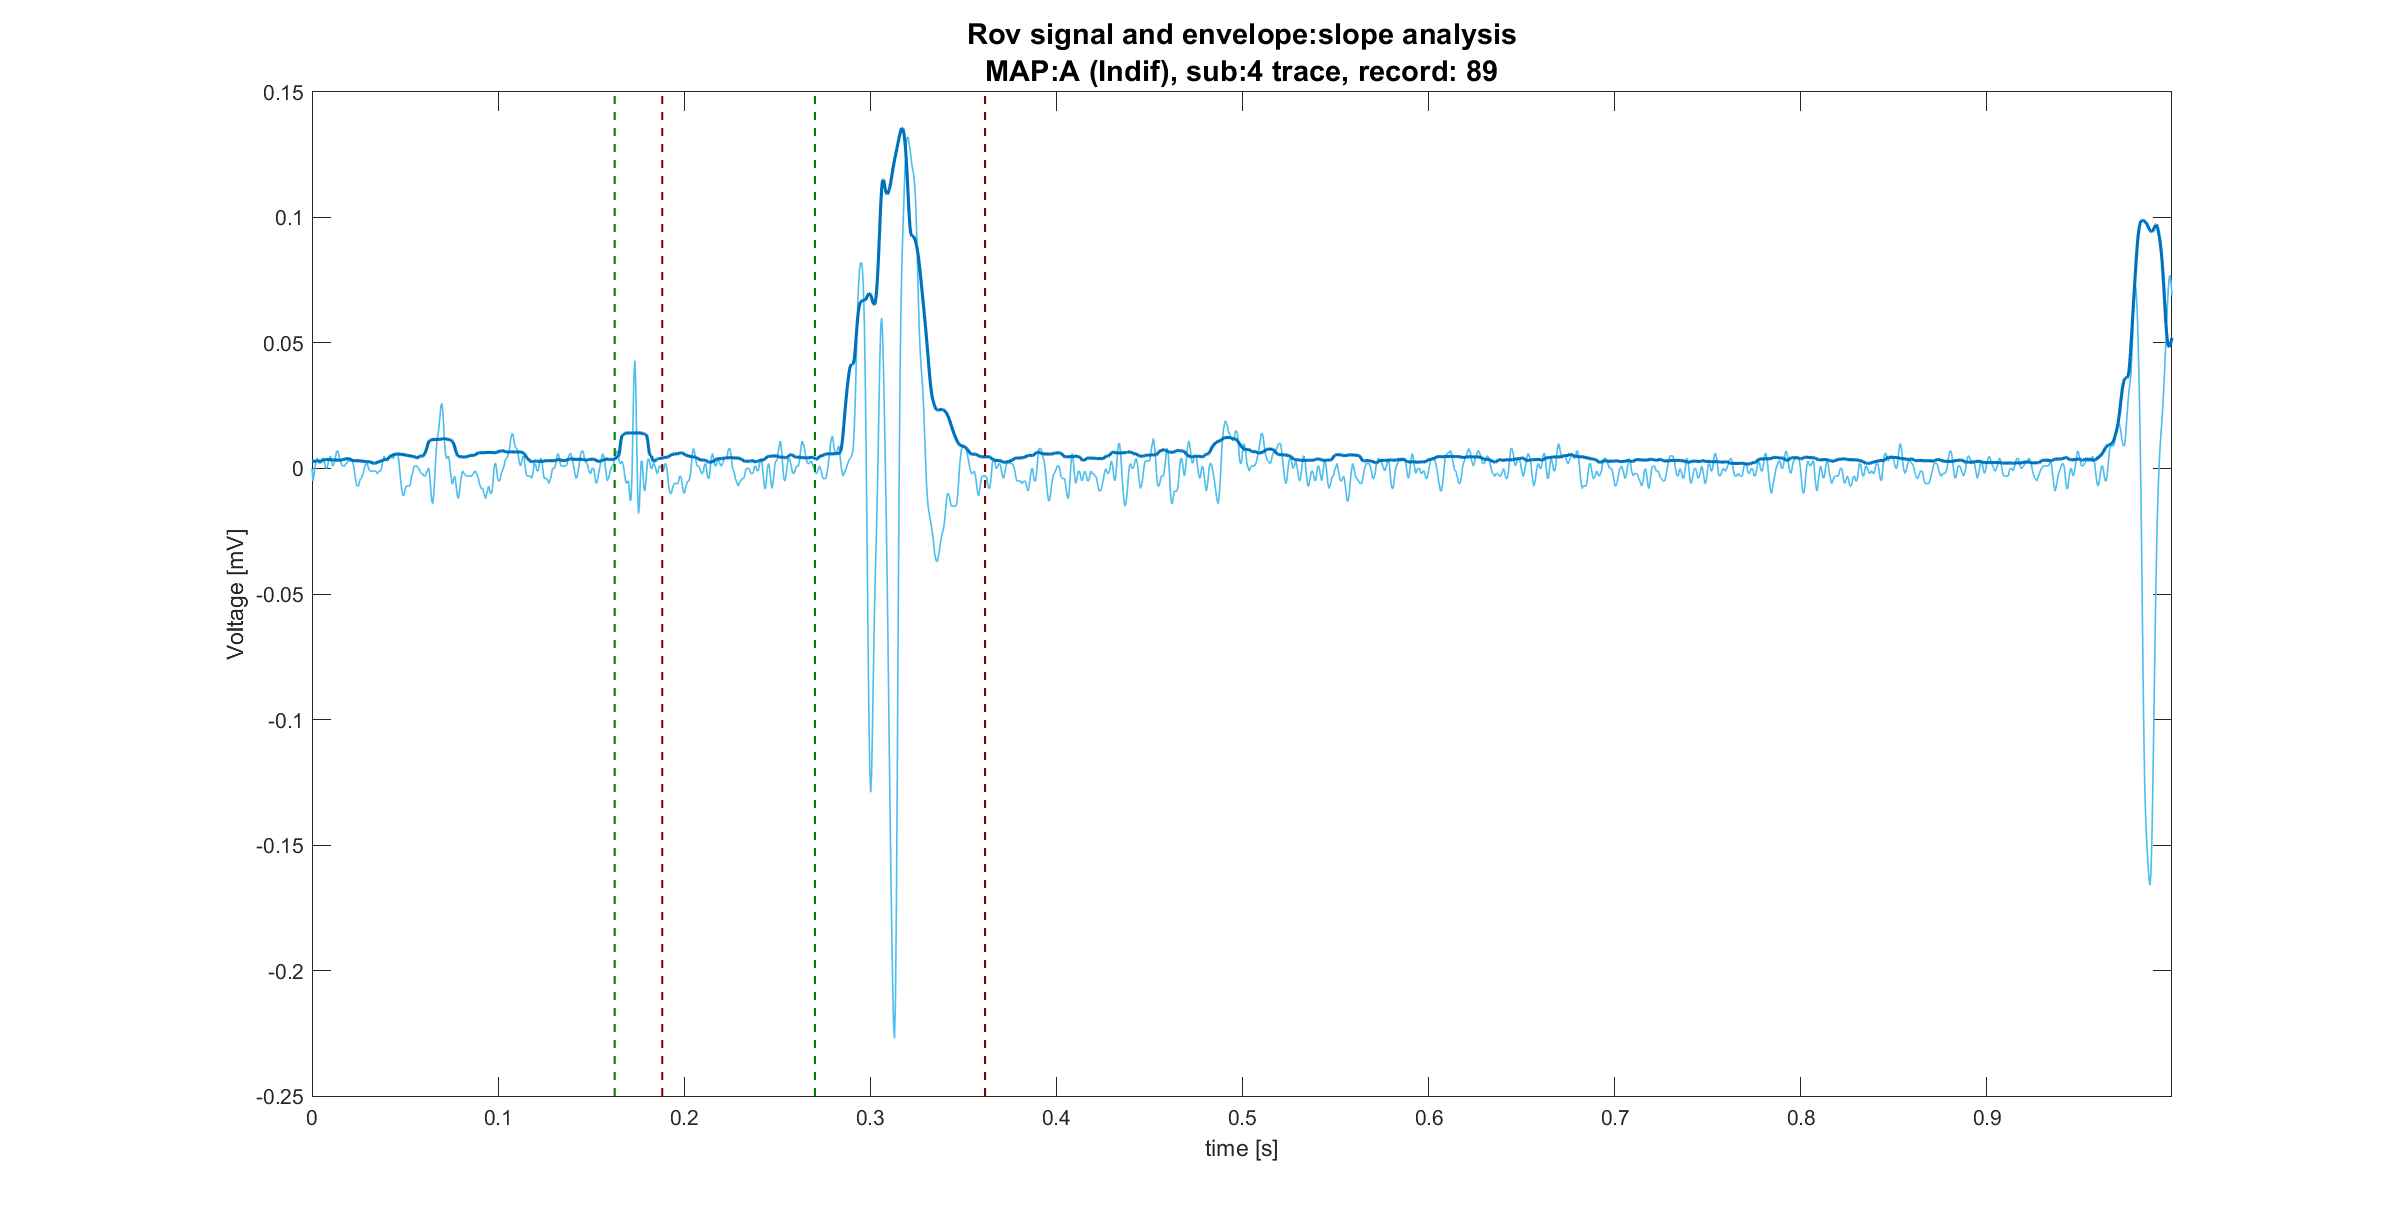 Rov signal and envelope:slope analysis
MAP:A (Indif), sub:4 trace, record: 89
0.15
0.1
0.05
0
-0.05
-0.1
-0.15
-0.2
-0.25
Voltage [mV]
0 0.1 0.2 0.3 0.4 0.5 0.6 0.7 0.8 0.9
time [s]